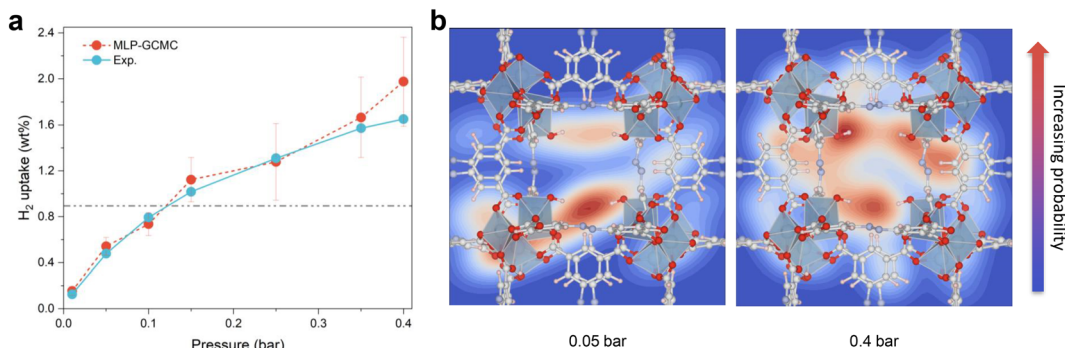 a
2.4
2.0
1.6
1.2
0.8
0.4
0.0
H₂ uptake (wt%)
MLP-GCMC
Exp.
0.0 0.1 0.2 0.3 0.4
Pressure (bar)
b
0.05 bar
0.4 bar
Increasing probability